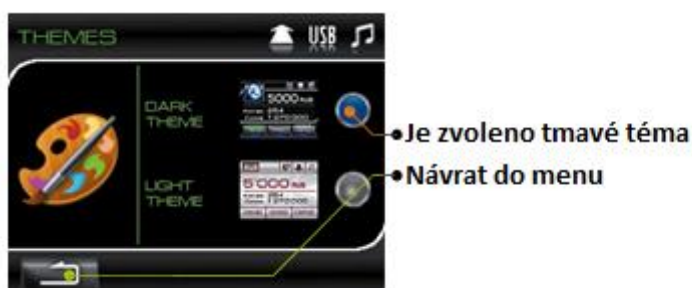 THEMES
USB
DARK
THEME
5000
LIGHT
THEME
5'000
Je zvoleno tmavé téma
Návrat do menu